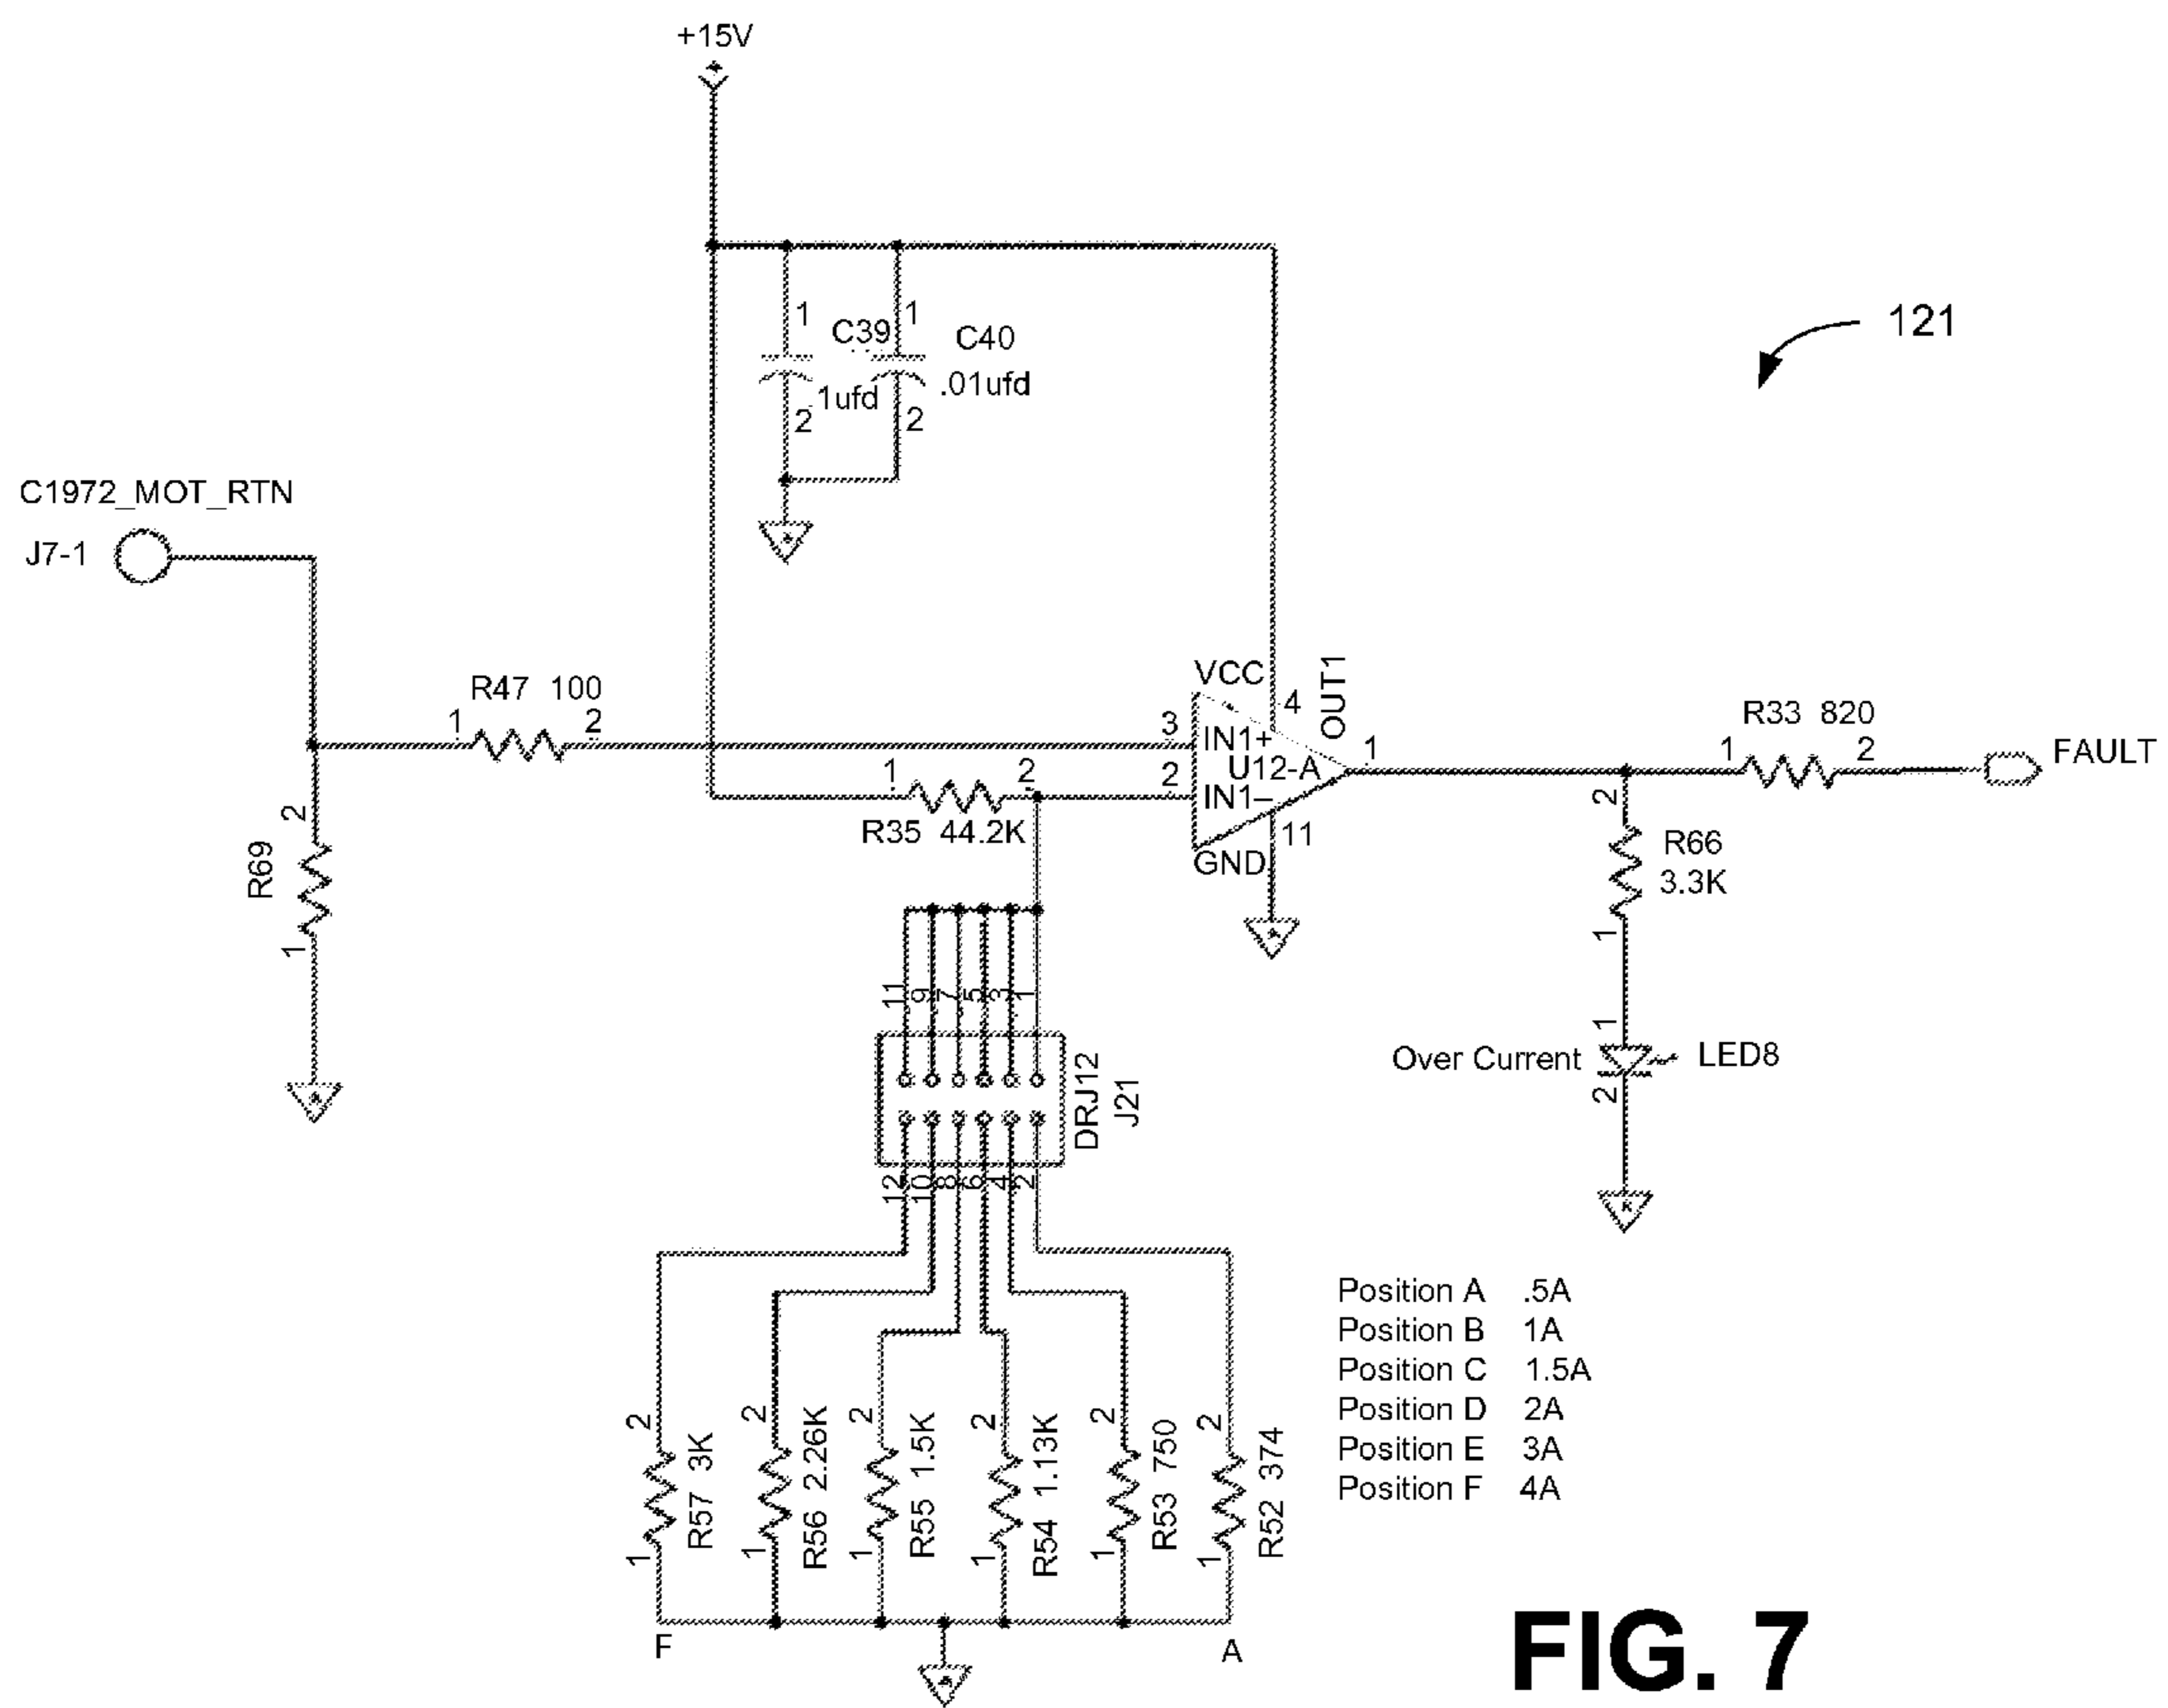 +15V
121
1
C39
1
C40
.1ufd
.01ufd
2
2
C1972_MOT_RTN
J7-1
R47 100
1
2
3
VCC
4
OUT1
IN1+
U12-A
1
2
IN1–
11
GND
1
2
R35 44.2K
R33 820
1
2
FAULT
2
R69
1
2
R66
3.3K
1
1
Over Current
LED8
2
11
9
7
5
3
1
DRJ12
J21
12
10
8
6
4
2
Position A .5A
Position B 1A
Position C 1.5A
Position D 2A
Position E 3A
Position F 4A
2
R57 3K
1
2
R56 2.26K
1
2
R55 1.5K
1
2
R54 1.13K
1
2
R53 750
1
2
R52 374
1
F
A
FIG. 7